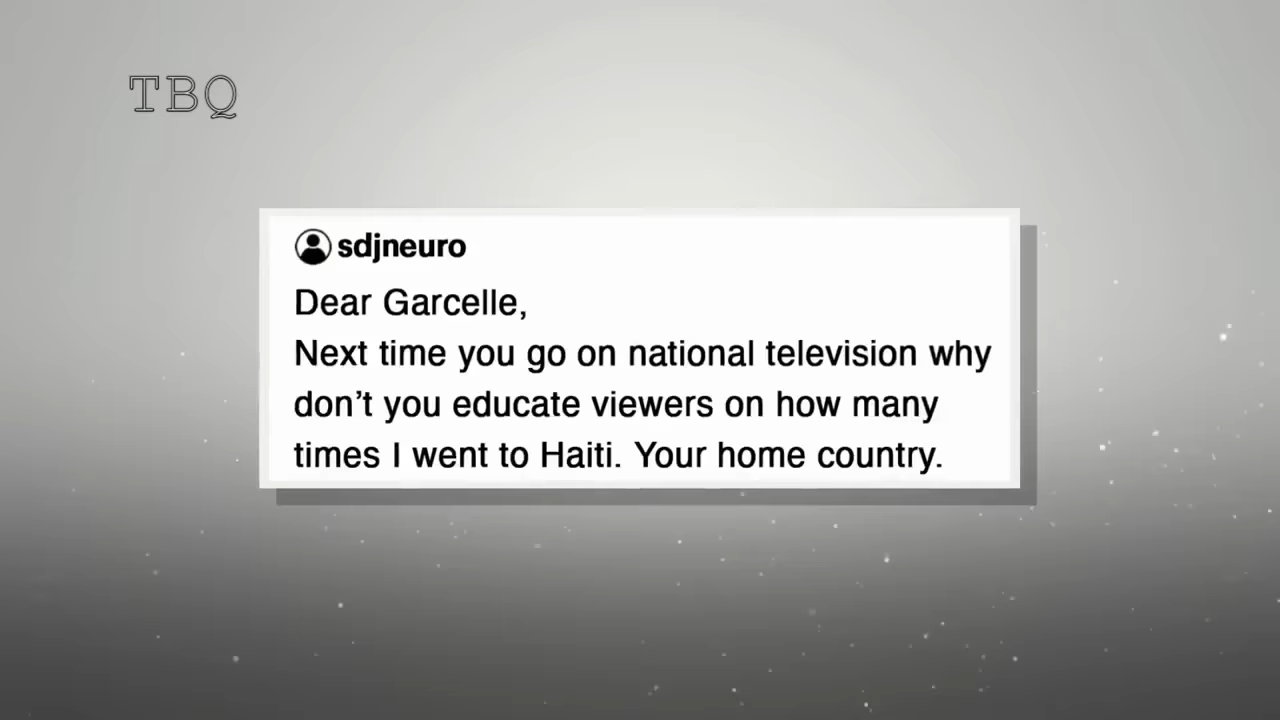 TBQ
sdjneuro
Dear Garcelle,
Next time you go on national television why
don’t you educate viewers on how many
times I went to Haiti. Your home country.